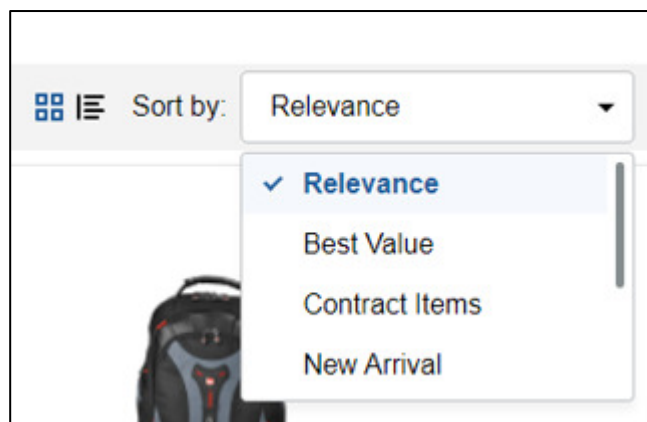 Sort by: Relevance
Relevance
Best Value
Contract Items
New Arrival